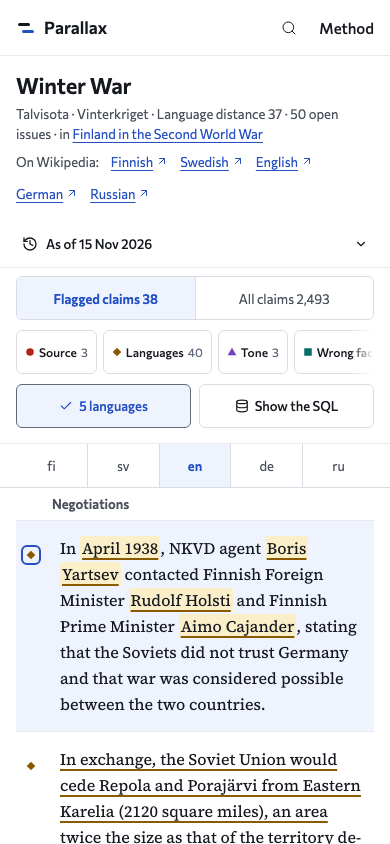 Parallax
Method
Winter War
Talvisota · Vinterkriget · Language distance 37 · 50 open
issues · in Finland in the Second World War
On Wikipedia: Finnish ↗ Swedish ↗ English ↗
German ↗ Russian ↗
As of 15 Nov 2026
Flagged claims 38
All claims 2,493
Source 3
Languages 40
Tone 3
Wrong fac
5 languages
Show the SQL
fi
sv
en
de
ru
Negotiations
In April 1938, NKVD agent Boris
Yartsev contacted Finnish Foreign
Minister Rudolf Holsti and Finnish
Prime Minister Aimo Cajander, stating
that the Soviets did not trust Germany
and that war was considered possible
between the two countries.
In exchange, the Soviet Union would
cede Repola and Porajärvi from Eastern
Karelia (2120 square miles), an area
twice the size as that of the territory de-